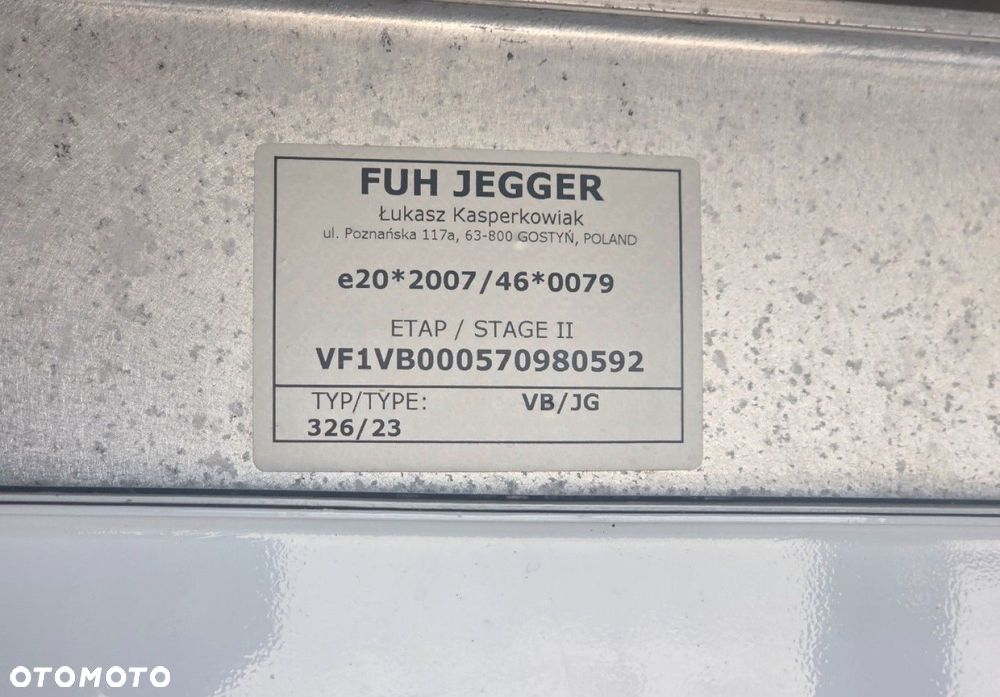 FUH JEGGER
Łukasz Kasperkowiak
ul. Poznańska 117a, 63-800 GOSTYŃ, POLAND
e20*2007/46*0079
ETAP / STAGE II
VF1VB000570980592
TYP/TYPE: VB/JG
326/23
OTOMOTO